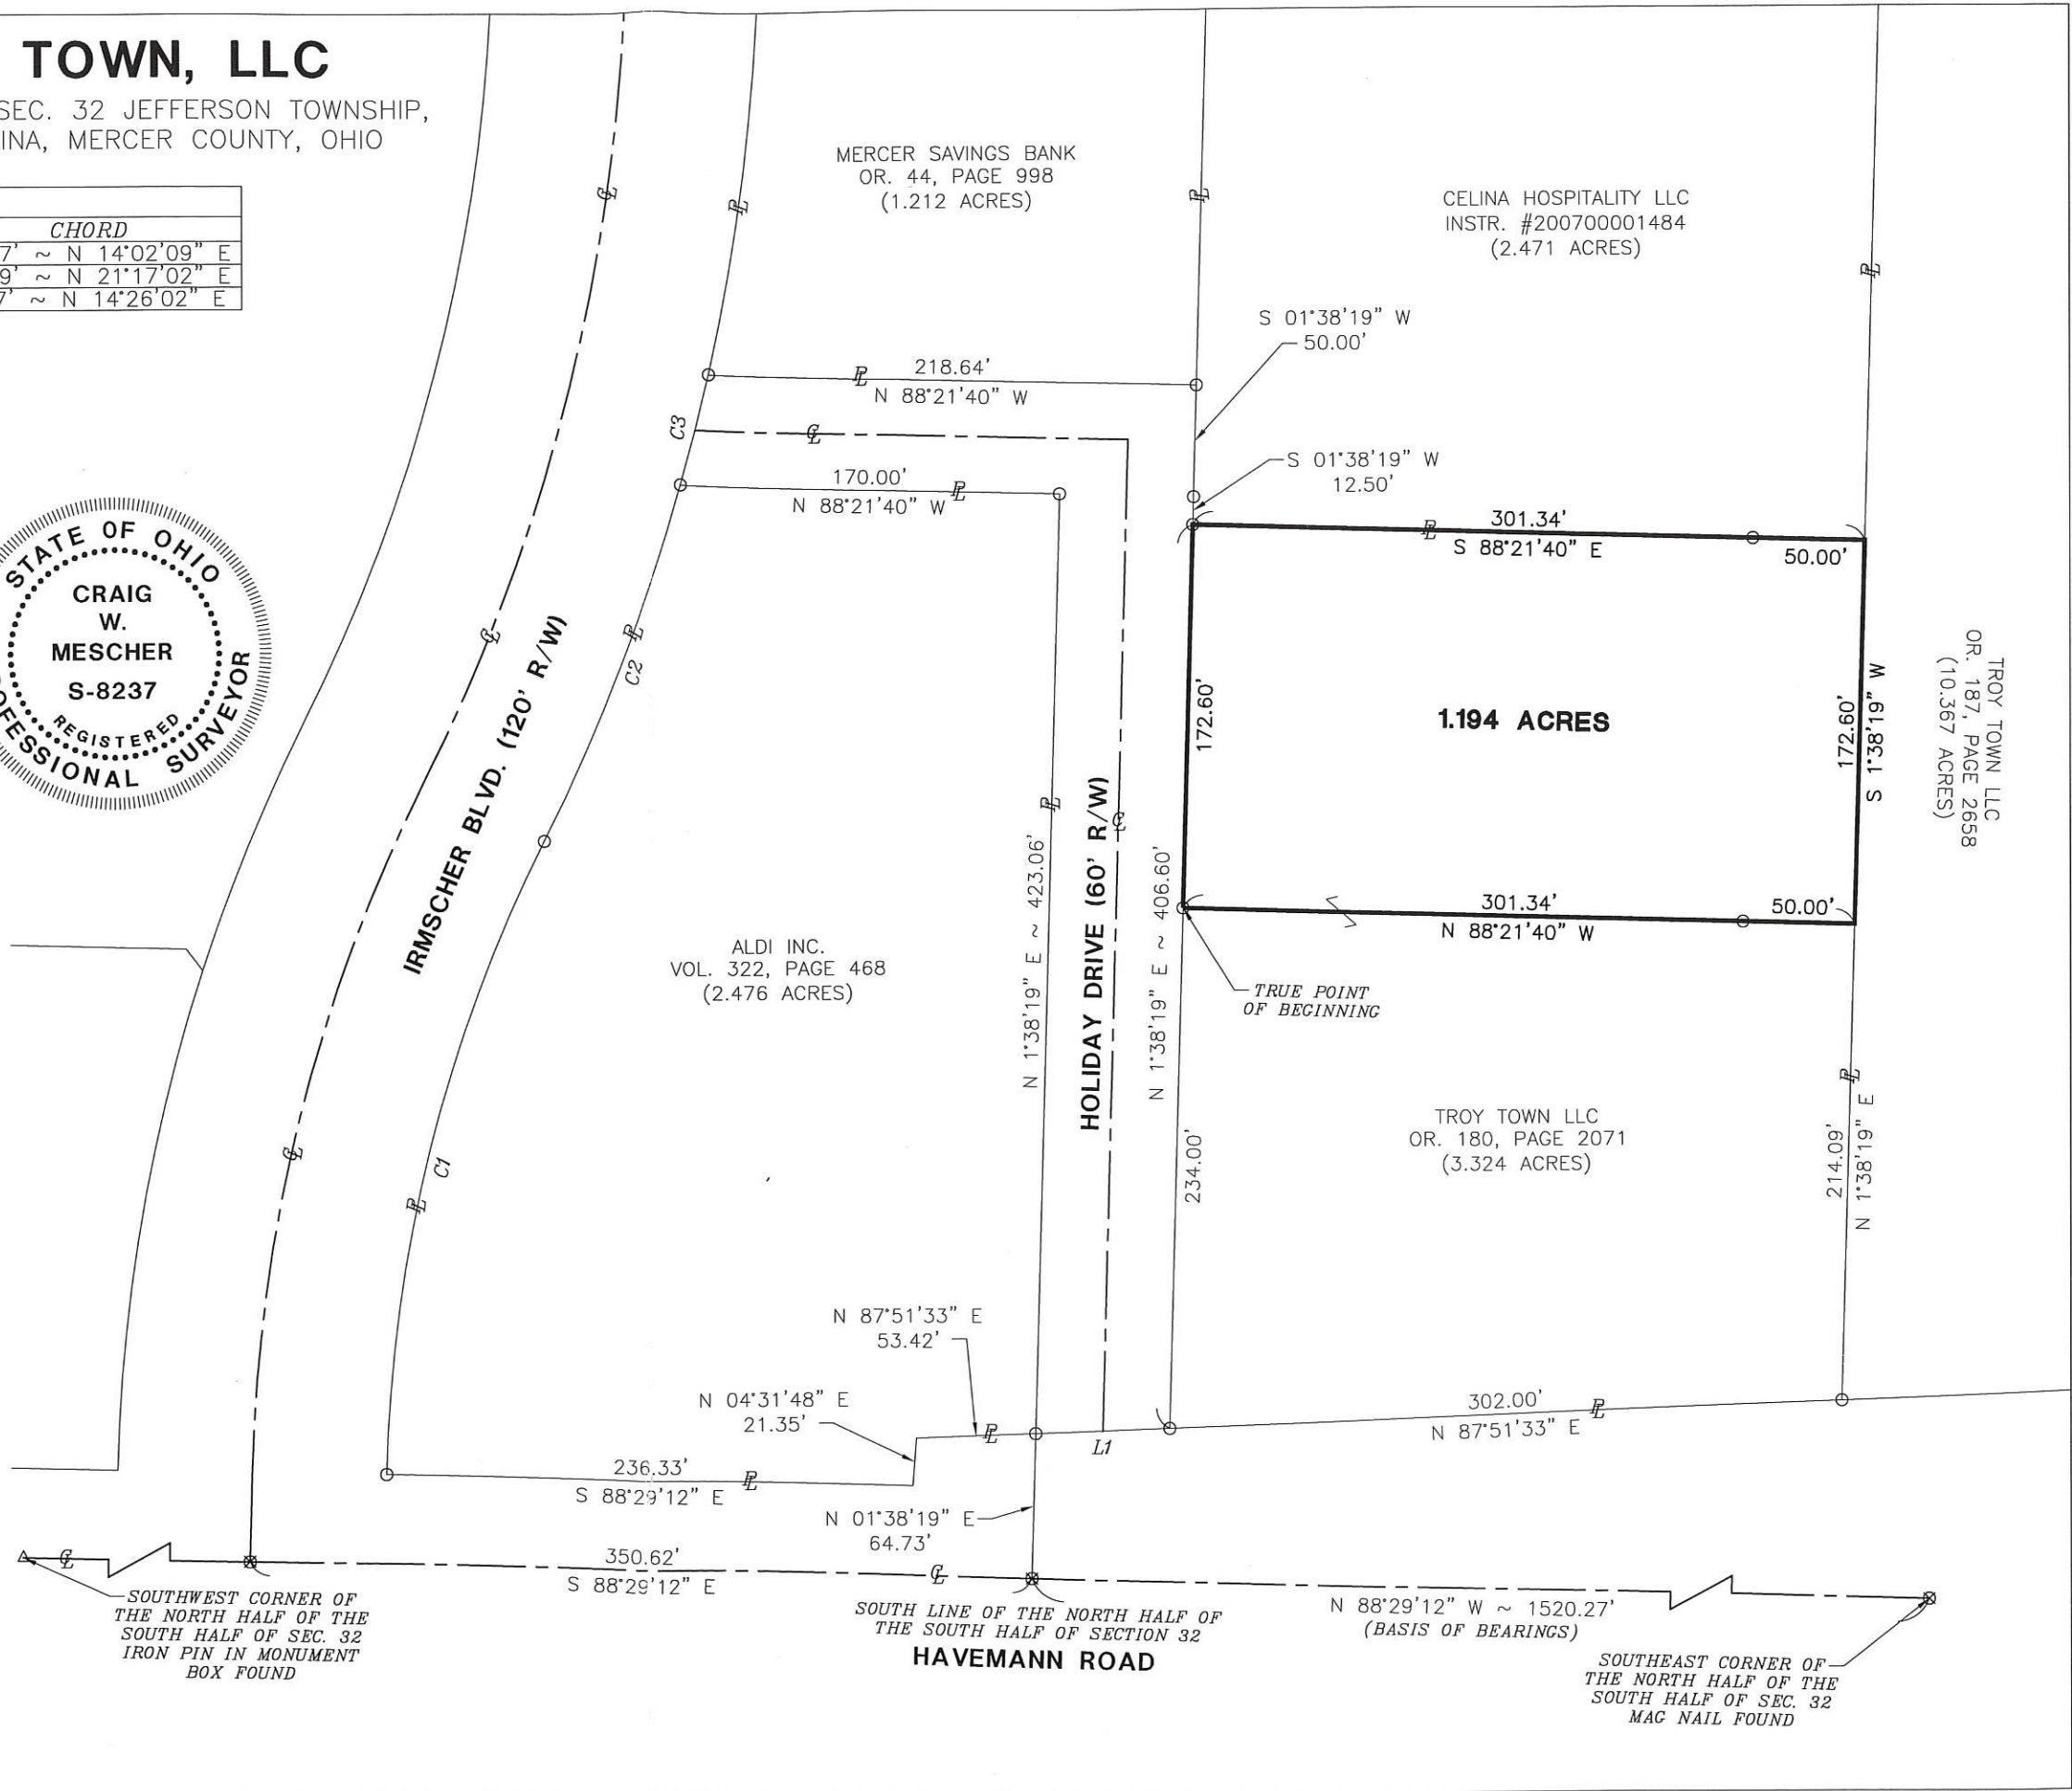 TOWN, LLC
SEC. 32 JEFFERSON TOWNSHIP,
INA, MERCER COUNTY, OHIO
CHORD
7' ~ N 14°02'09" E
9' ~ N 21°17'02" E
7' ~ N 14°26'02" E
MERCER SAVINGS BANK
OR. 44, PAGE 998
(1.212 ACRES)
CELINA HOSPITALITY LLC
INSTR. #200700001484
(2.471 ACRES)
S 01°38'19" W
50.00'
218.64'
N 88°21'40" W
C3
S 01°38'19" W
12.50'
170.00'
N 88°21'40" W
301.34'
S 88°21'40" E
50.00'
STATE OF OHIO
CRAIG
W.
MESCHER
S-8237
REGISTERED
OFESSIONAL SURVEYOR
C2
IRMSCHER BLVD. (120' R/W)
172.60'
1.194 ACRES
172.60'
S 1°38'19" W
TROY TOWN LLC
OR. 187, PAGE 2658
(10.367 ACRES)
N 1°38'19" E ~ 423.06'
HOLIDAY DRIVE (60' R/W)
N 1°38'19" E ~ 406.60'
301.34'
N 88°21'40" W
50.00'
ALDI INC.
VOL. 322, PAGE 468
(2.476 ACRES)
TRUE POINT
OF BEGINNING
C1
234.00'
TROY TOWN LLC
OR. 180, PAGE 2071
(3.324 ACRES)
214.09'
N 1°38'19" E
N 87°51'33" E
53.42'
N 04°31'48" E
21.35'
L1
302.00'
N 87°51'33" E
236.33'
S 88°29'12" E
N 01°38'19" E
64.73'
350.62'
S 88°29'12" E
SOUTHWEST CORNER OF
THE NORTH HALF OF THE
SOUTH HALF OF SEC. 32
IRON PIN IN MONUMENT
BOX FOUND
SOUTH LINE OF THE NORTH HALF OF
THE SOUTH HALF OF SECTION 32
HAVEMANN ROAD
N 88°29'12" W ~ 1520.27'
(BASIS OF BEARINGS)
SOUTHEAST CORNER OF
THE NORTH HALF OF THE
SOUTH HALF OF SEC. 32
MAG NAIL FOUND